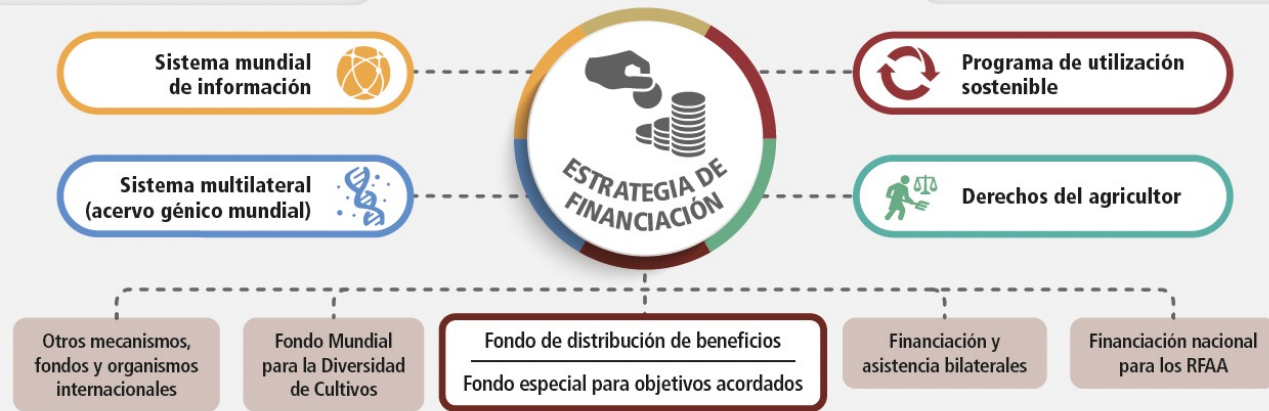 Sistema mundial
de información
Sistema multilateral
(acervo génico mundial)
ESTRATEGIA DE
FINANCIACIÓN
Programa de utilización
sostenible
Derechos del agricultor
Otros mecanismos,
fondos y organismos
internacionales
Fondo Mundial
para la Diversidad
de Cultivos
Fondo de distribución de beneficios
Fondo especial para objetivos acordados
Financiación y
asistencia bilaterales
Financiación nacional
para los RFAA